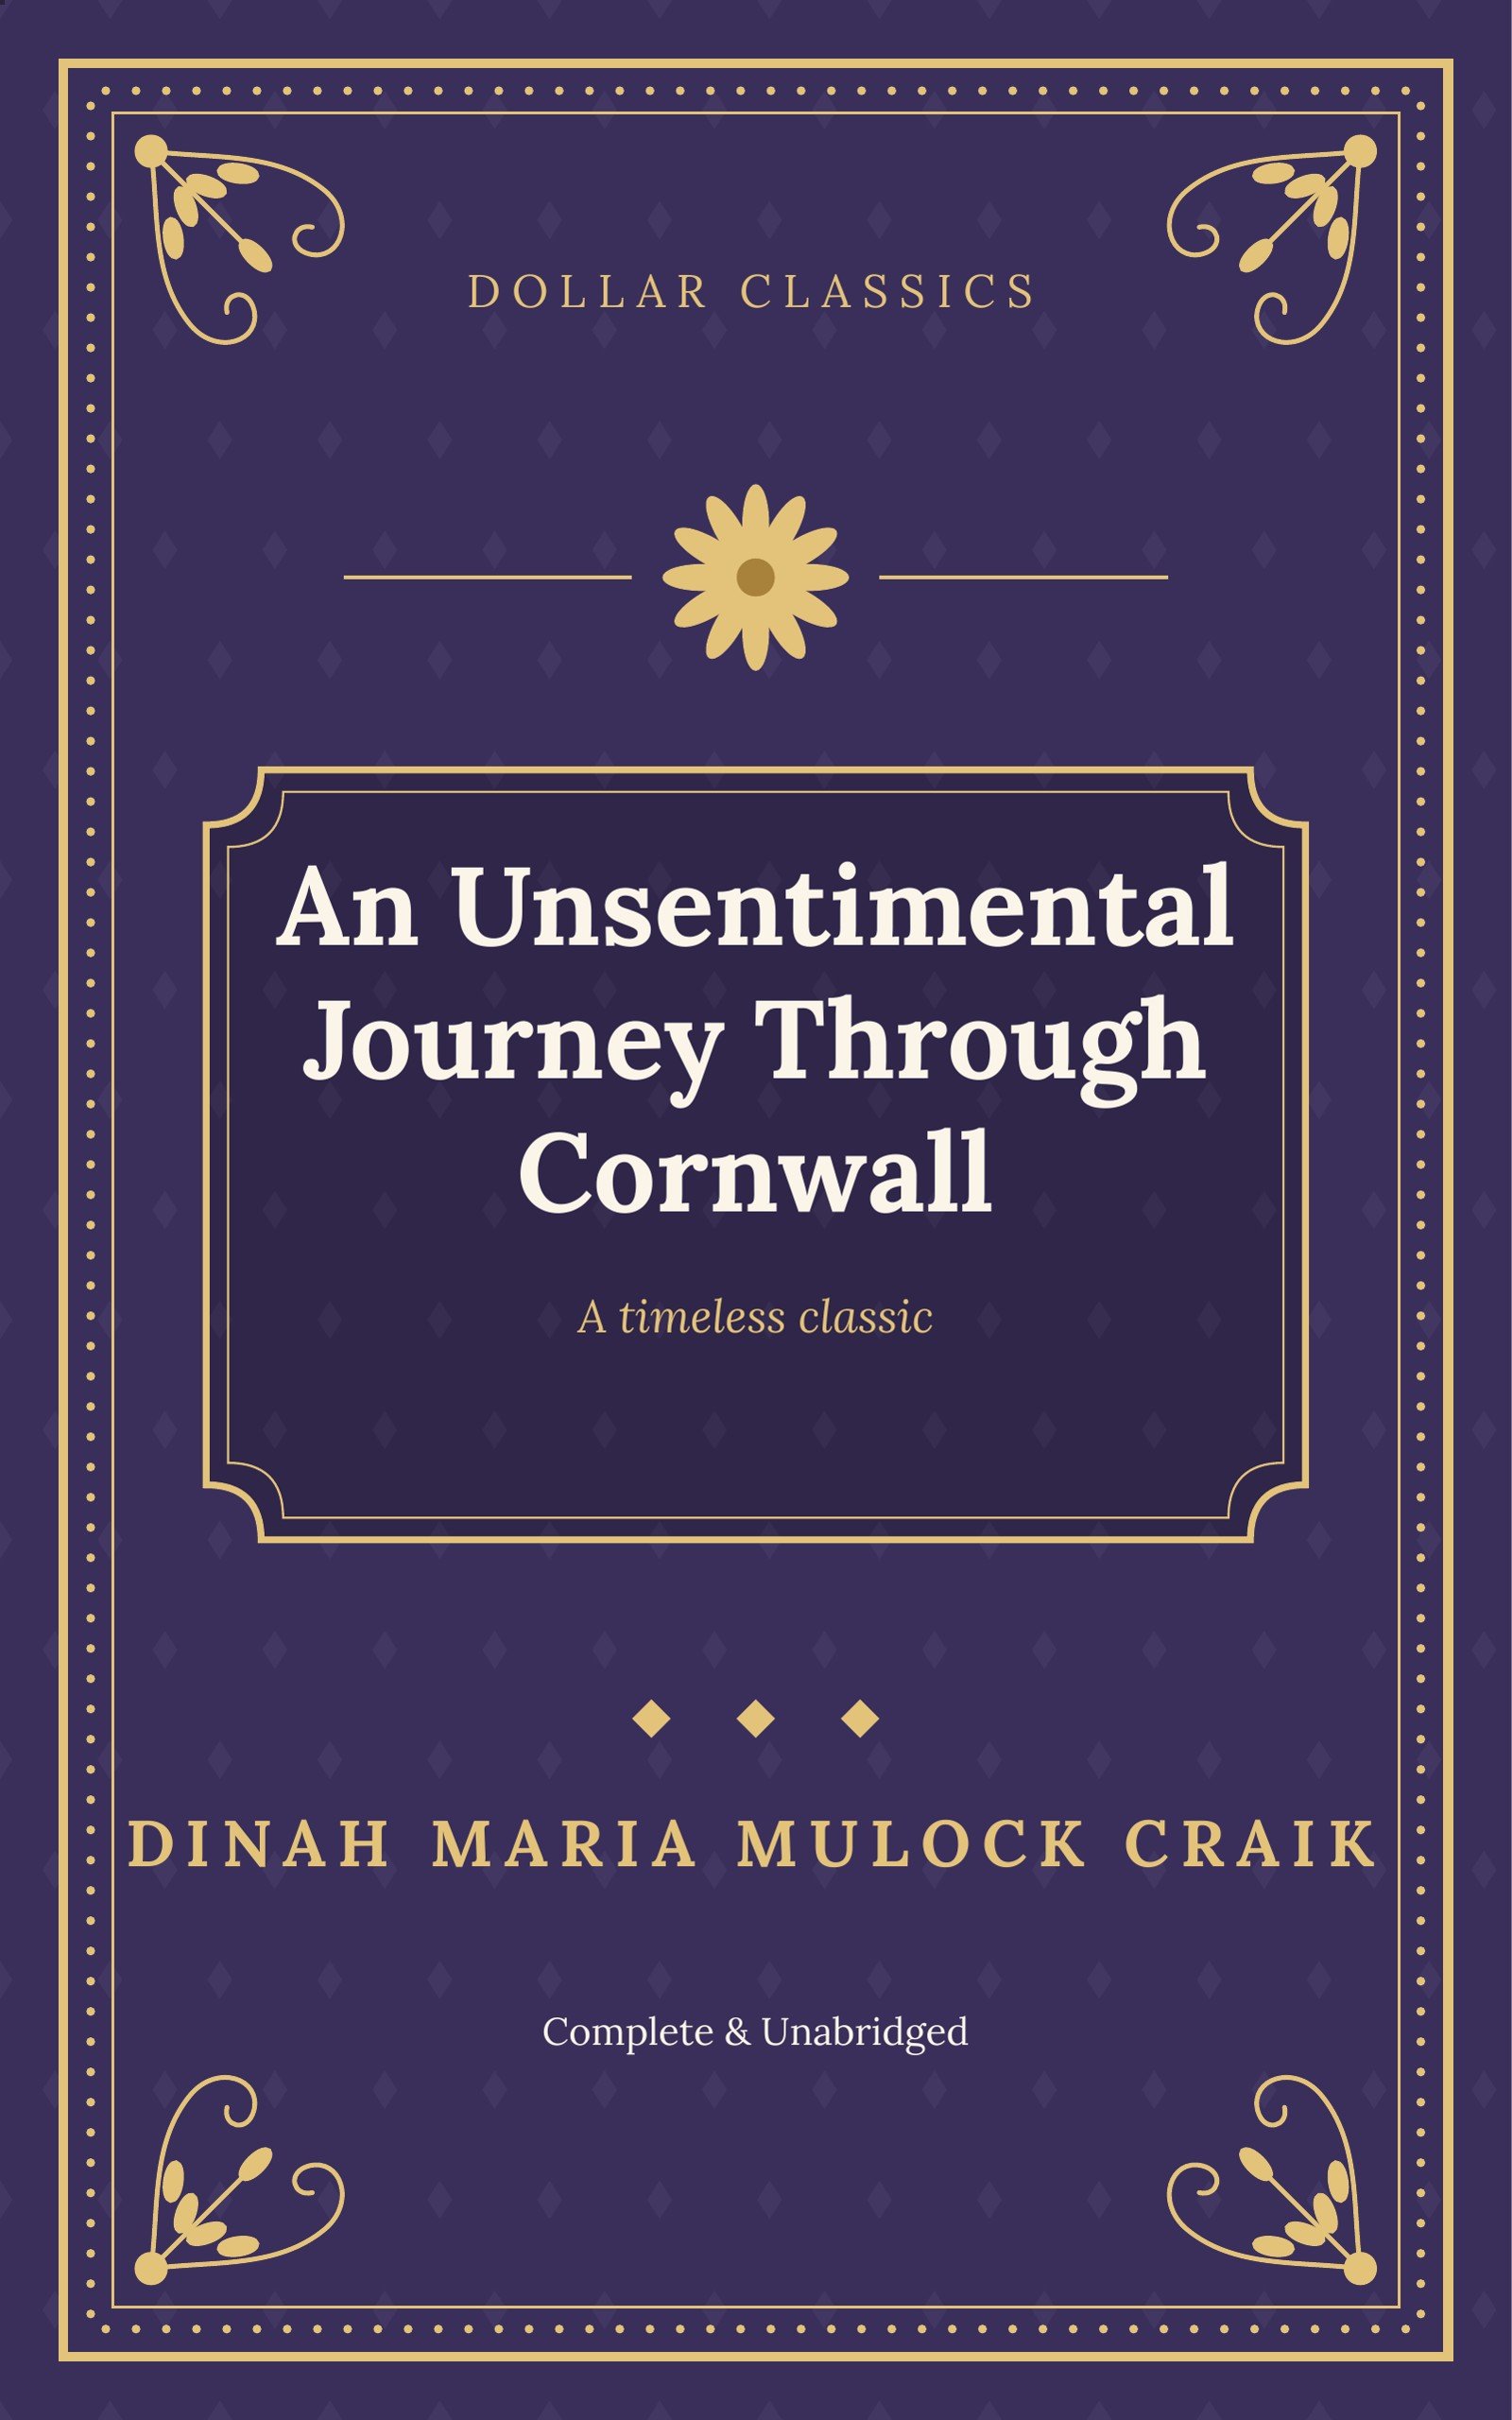 DOLLAR CLASSICS
An Unsentimental
Journey Through
Cornwall
A timeless classic
DINAH MARIA MULOCK CRAIK
Complete & Unabridged